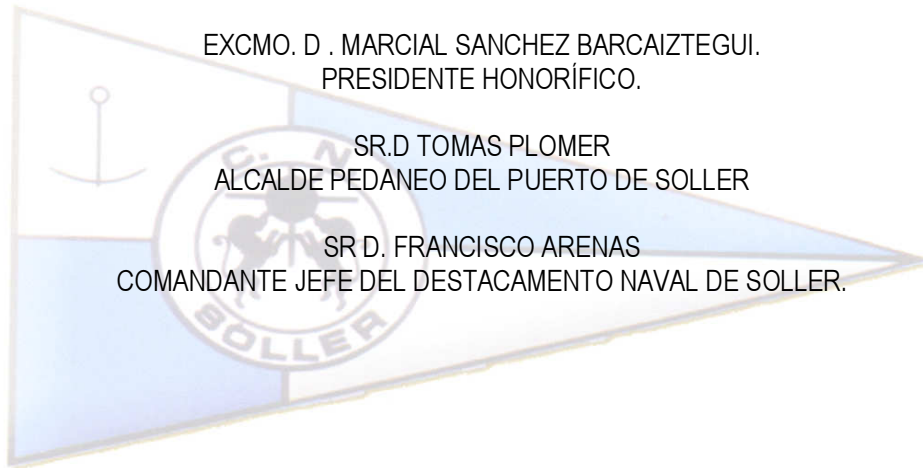 EXCMO. D . MARCIAL SANCHEZ BARCAIZTEGUI.
PRESIDENTE HONORÍFICO.
SR.D TOMAS PLOMER
ALCALDE PEDANEO DEL PUERTO DE SOLLER
SR D. FRANCISCO ARENAS
COMANDANTE JEFE DEL DESTACAMENTO NAVAL DE SOLLER.
C. N
SOLLER